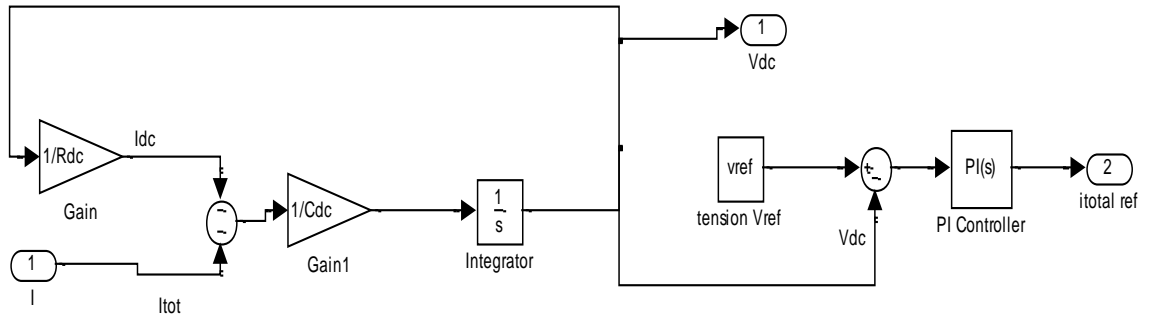 1
Vdc
Idc
1/Rdc
Gain
1/Cdc
Gain1
1
s
Integrator
vref
tension Vref
Vdc
PI(s)
PI Controller
2
itotal ref
1
I
Itot